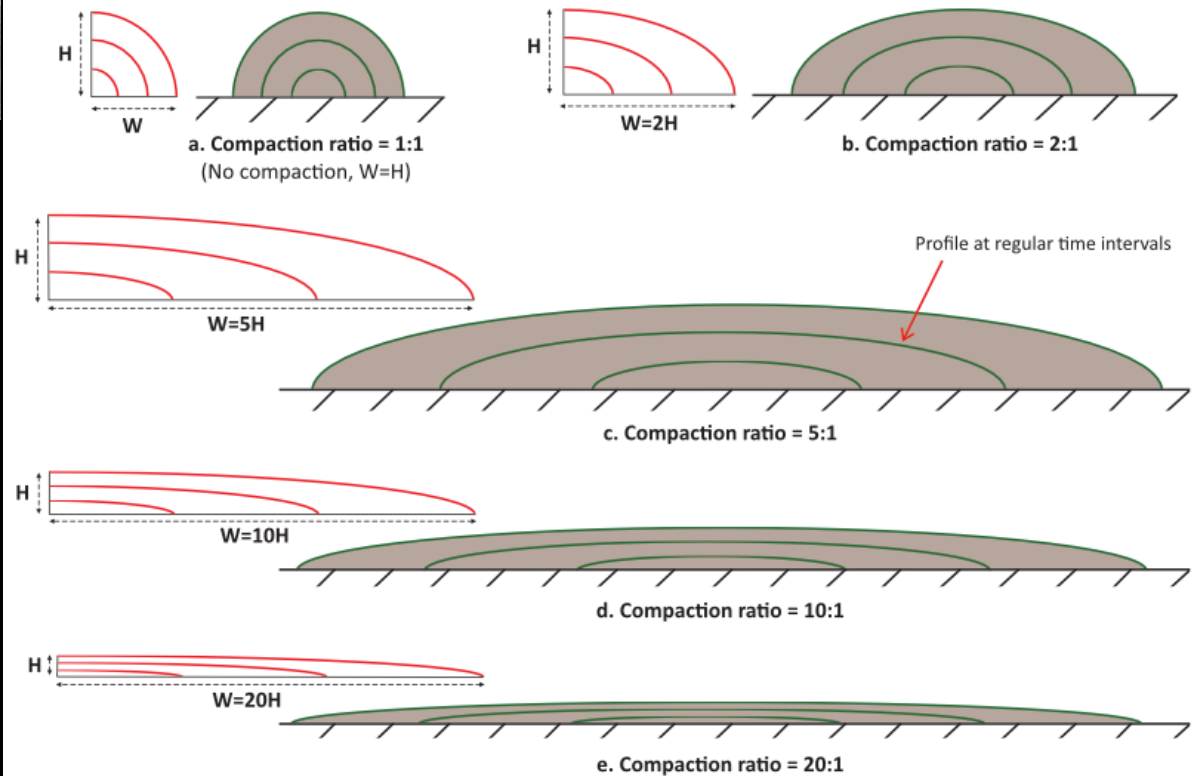 H
W
a. Compaction ratio = 1:1
(No compaction, W=H)
H
W=2H
b. Compaction ratio = 2:1
H
W=5H
Profile at regular time intervals
c. Compaction ratio = 5:1
H
W=10H
d. Compaction ratio = 10:1
H
W=20H
e. Compaction ratio = 20:1